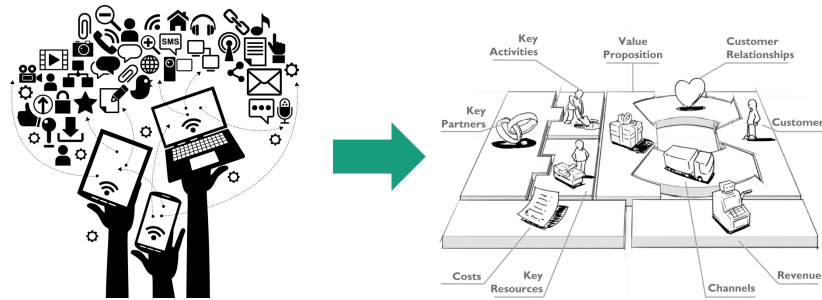 SMS
Key
Activities
Value
Proposition
Customer
Relationships
Key
Partners
Customer
Costs
Key
Resources
Channels
Revenue